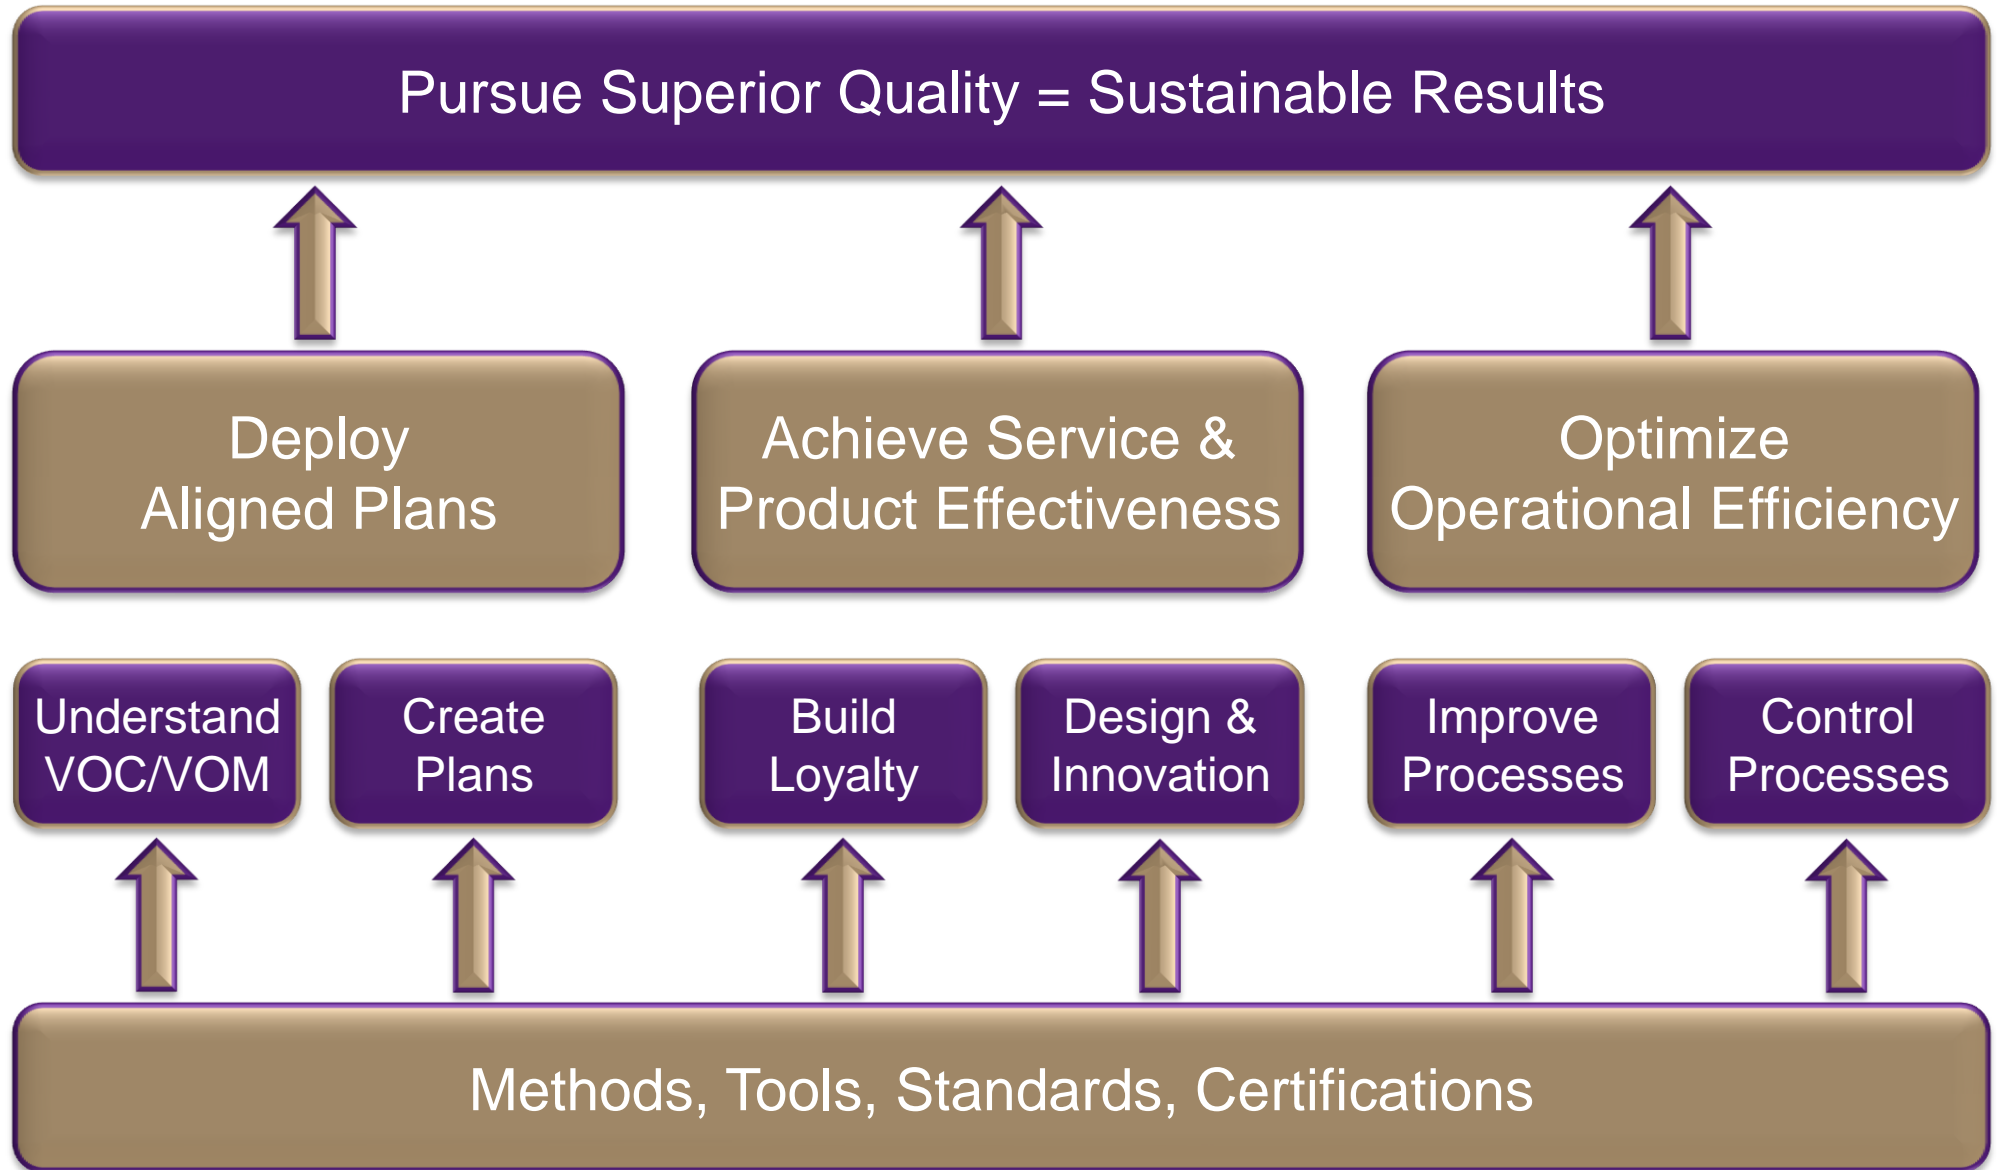 Pursue Superior Quality = Sustainable Results
Deploy
Aligned Plans
Achieve Service &
Product Effectiveness
Optimize
Operational Efficiency
Understand
VOC/VOM
Create
Plans
Build
Loyalty
Design &
Innovation
Improve
Processes
Control
Processes
Methods, Tools, Standards, Certifications